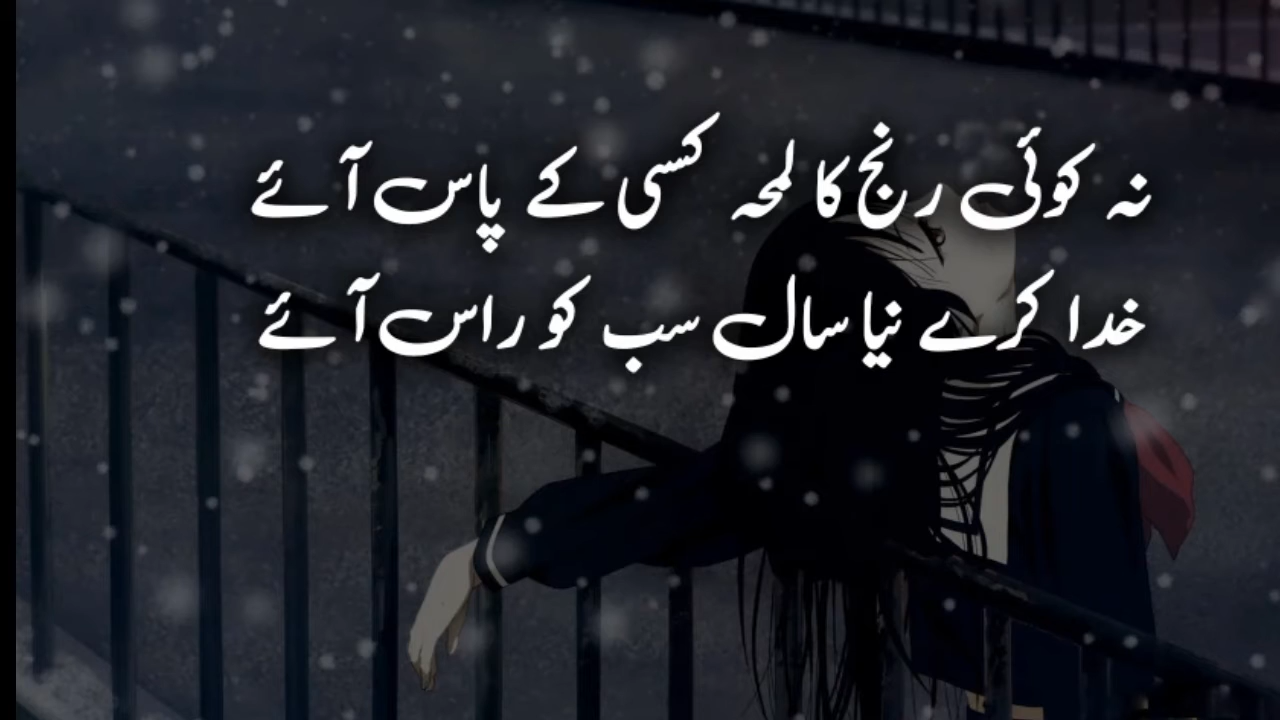 نہ کوئی رنج کا لمحہ کسی کے پاس آئے
خدا کرے نیا سال سب کو راس آئے